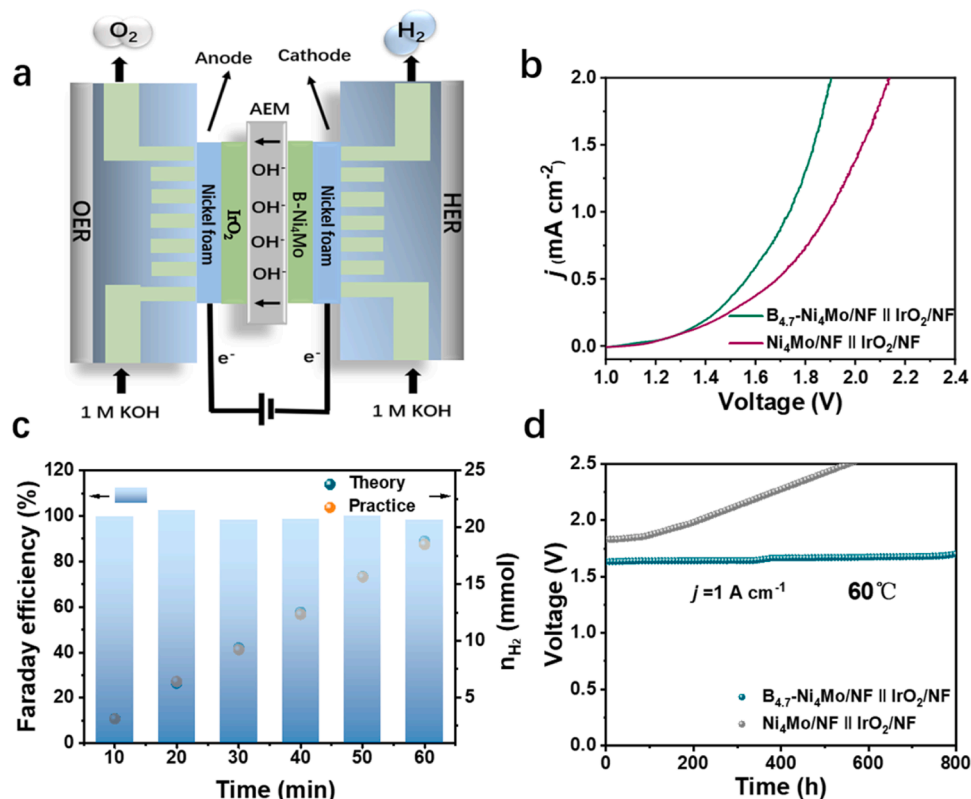 a
O₂
H₂
Anode
Cathode
AEM
OER
Nickel foam
IrO₂
OH⁻
OH⁻
OH⁻
OH⁻
B-Ni₄Mo
Nickel foam
HER
e⁻
e⁻
1 M KOH
1 M KOH
b
j (mA cm⁻²)
2.0
1.5
1.0
0.5
0.0
B₄.₇-Ni₄Mo/NF || IrO₂/NF
Ni₄Mo/NF || IrO₂/NF
1.0 1.2 1.4 1.6 1.8 2.0 2.2 2.4
Voltage (V)
c
Faraday efficiency (%)
120
100
80
60
40
20
0
Theory
Practice
25
20
15
10
5
n_H₂ (mmol)
10 20 30 40 50 60
Time (min)
d
Voltage (V)
2.5
2.0
1.5
1.0
0.5
0.0
j =1 A cm⁻¹
60℃
B₄.₇-Ni₄Mo/NF || IrO₂/NF
Ni₄Mo/NF || IrO₂/NF
0 200 400 600 800
Time (h)